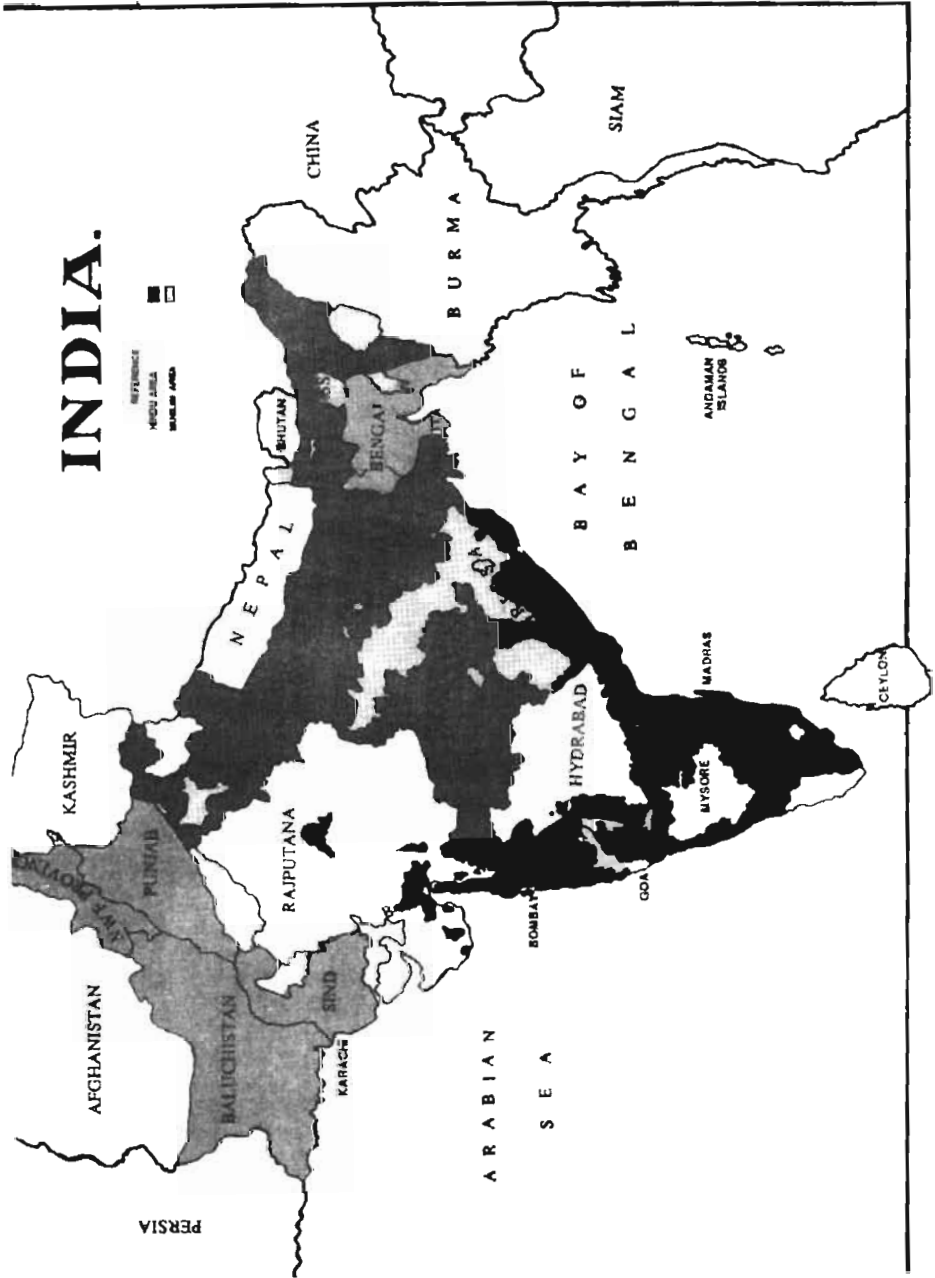 INDIA.
REFERENCE
HINDU AREA
MUSLIM AREA
CHINA
SIAM
BURMA
BHUTAN
NEPAL
KASHMIR
BENGAL
BAY OF
BENGAL
ANDAMAN
ISLANDS
AFGHANISTAN
N W F PROVINCE
PUNJAB
RAJPUTANA
BALUCHISTAN
SIND
KARACHI
PERSIA
HYDRABAD
BOMBAY
GOA
MYSORE
MADRAS
CEYLON
ARABIAN
SEA